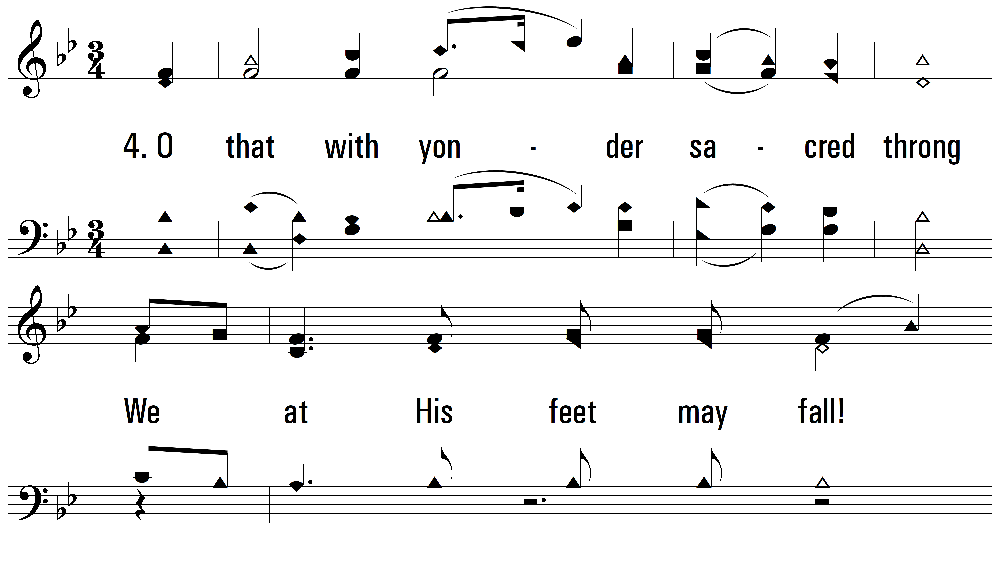 4. O that with yon - der sa - cred throng
We at His feet may fall!